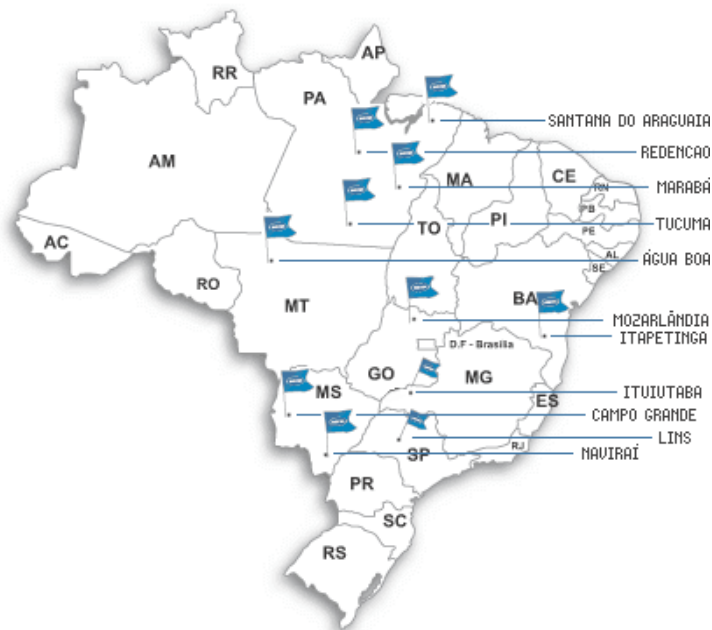 AP
RR
PA
SANTANA DO ARAGUAIA
REDENCAO
AM
MA
CE
RN
MARABÁ
PB
TO
PI
PE
TUCUMA
AC
AL
ÁGUA BOA
RO
SE
MT
BA
MOZARLÂNDIA
ITAPETINGA
D.F - Brasília
GO
MG
MS
ES
ITUIUTABA
CAMPO GRANDE
LINS
RJ
SP
NAVIRAÍ
PR
SC
RS